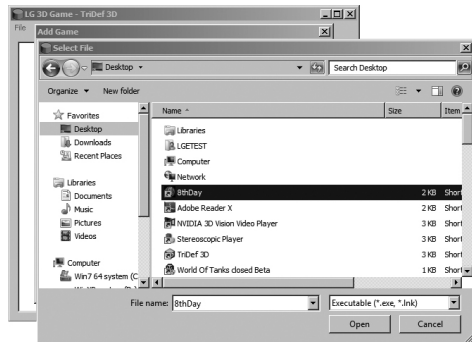 LG 3D Game - TriDef 3D
File
Add Game
Select File
Desktop
Search Desktop
Organize
New folder
Favorites
Desktop
Downloads
Recent Places
Libraries
Documents
Music
Pictures
Videos
Computer
Win7 64 system (C
Name
Size
Item
Libraries
LGETEST
Computer
Network
8thDay
2 KB
Short
Adobe Reader X
2 KB
Short
NVIDIA 3D Vision Video Player
3 KB
Short
Stereoscopic Player
3 KB
Short
TriDef 3D
3 KB
Short
World Of Tanks closed Beta
1 KB
Short
File name:
8thDay
Executable (*.exe, *.lnk)
Open
Cancel